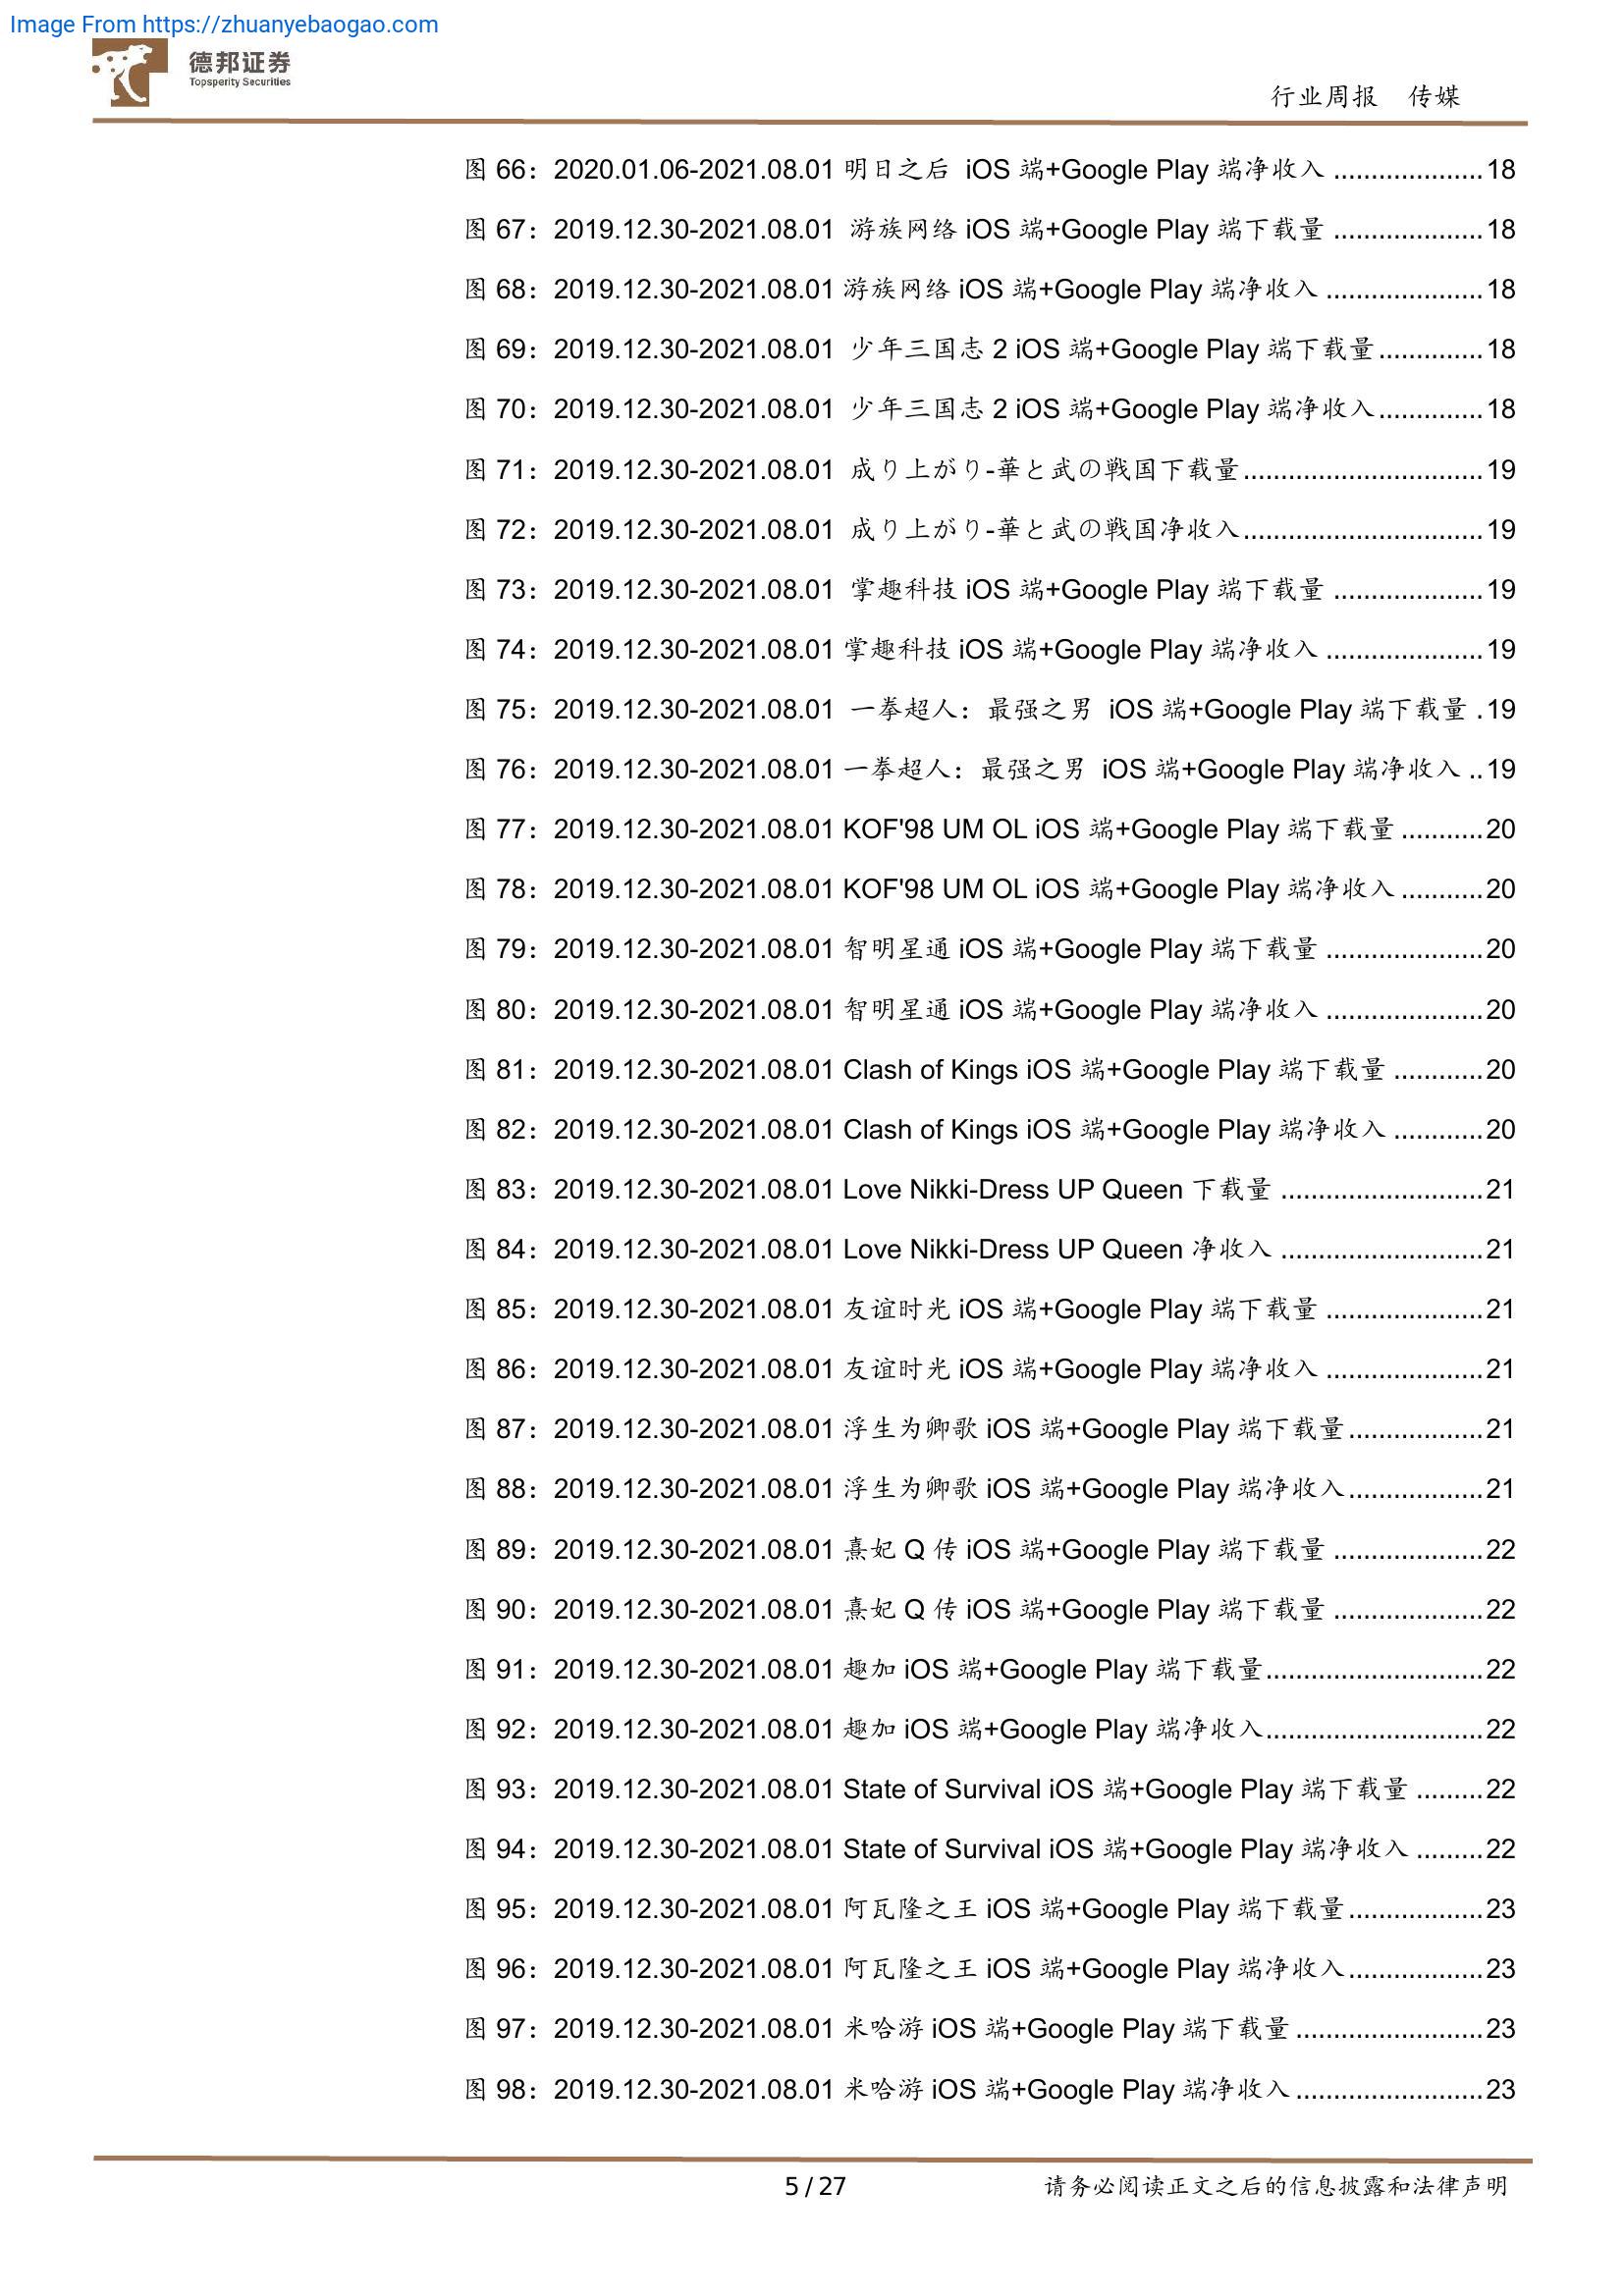 Image From https://zhuanyebaogao.com
德邦证券
Topsperity Securities
行业周报 传媒
图 66：2020.01.06-2021.08.01 明日之后 iOS 端+Google Play 端净收入 ....................18
图 67：2019.12.30-2021.08.01 游族网络 iOS 端+Google Play 端下载量 ....................18
图 68：2019.12.30-2021.08.01 游族网络 iOS 端+Google Play 端净收入 .....................18
图 69：2019.12.30-2021.08.01 少年三国志 2 iOS 端+Google Play 端下载量..............18
图 70：2019.12.30-2021.08.01 少年三国志 2 iOS 端+Google Play 端净收入..............18
图 71：2019.12.30-2021.08.01 成り上がり-華と武の戦国下载量................................19
图 72：2019.12.30-2021.08.01 成り上がり-華と武の戦国净收入................................19
图 73：2019.12.30-2021.08.01 掌趣科技 iOS 端+Google Play 端下载量 ....................19
图 74：2019.12.30-2021.08.01 掌趣科技 iOS 端+Google Play 端净收入 .....................19
图 75：2019.12.30-2021.08.01 一拳超人：最强之男 iOS 端+Google Play 端下载量 .19
图 76：2019.12.30-2021.08.01 一拳超人：最强之男 iOS 端+Google Play 端净收入 ..19
图 77：2019.12.30-2021.08.01 KOF'98 UM OL iOS 端+Google Play 端下载量 ...........20
图 78：2019.12.30-2021.08.01 KOF'98 UM OL iOS 端+Google Play 端净收入 ...........20
图 79：2019.12.30-2021.08.01 智明星通 iOS 端+Google Play 端下载量 .....................20
图 80：2019.12.30-2021.08.01 智明星通 iOS 端+Google Play 端净收入 .....................20
图 81：2019.12.30-2021.08.01 Clash of Kings iOS 端+Google Play 端下载量 ............20
图 82：2019.12.30-2021.08.01 Clash of Kings iOS 端+Google Play 端净收入 ............20
图 83：2019.12.30-2021.08.01 Love Nikki-Dress UP Queen 下载量 ...........................21
图 84：2019.12.30-2021.08.01 Love Nikki-Dress UP Queen 净收入 ...........................21
图 85：2019.12.30-2021.08.01 友谊时光 iOS 端+Google Play 端下载量 .....................21
图 86：2019.12.30-2021.08.01 友谊时光 iOS 端+Google Play 端净收入 .....................21
图 87：2019.12.30-2021.08.01 浮生为卿歌 iOS 端+Google Play 端下载量..................21
图 88：2019.12.30-2021.08.01 浮生为卿歌 iOS 端+Google Play 端净收入..................21
图 89：2019.12.30-2021.08.01 熹妃 Q 传 iOS 端+Google Play 端下载量 ....................22
图 90：2019.12.30-2021.08.01 熹妃 Q 传 iOS 端+Google Play 端下载量 ....................22
图 91：2019.12.30-2021.08.01 趣加 iOS 端+Google Play 端下载量.............................22
图 92：2019.12.30-2021.08.01 趣加 iOS 端+Google Play 端净收入.............................22
图 93：2019.12.30-2021.08.01 State of Survival iOS 端+Google Play 端下载量 .........22
图 94：2019.12.30-2021.08.01 State of Survival iOS 端+Google Play 端净收入 .........22
图 95：2019.12.30-2021.08.01 阿瓦隆之王 iOS 端+Google Play 端下载量..................23
图 96：2019.12.30-2021.08.01 阿瓦隆之王 iOS 端+Google Play 端净收入..................23
图 97：2019.12.30-2021.08.01 米哈游 iOS 端+Google Play 端下载量 .........................23
图 98：2019.12.30-2021.08.01 米哈游 iOS 端+Google Play 端净收入 .........................23
5 / 27
请务必阅读正文之后的信息披露和法律声明